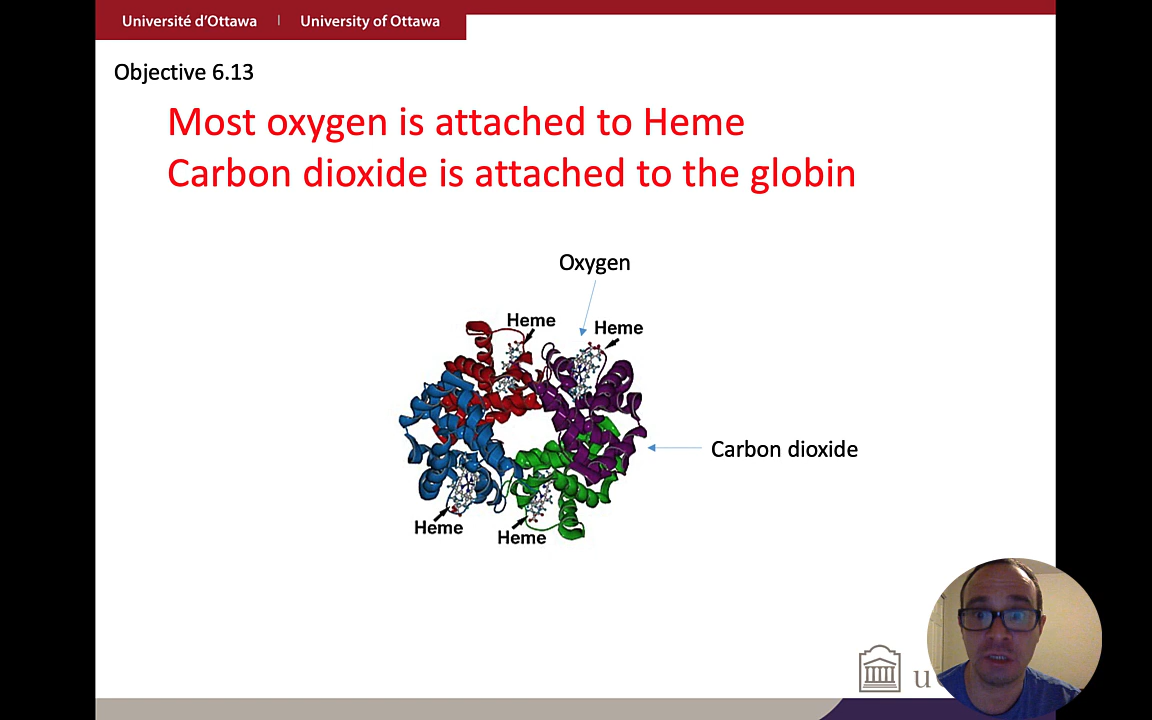 Université d'Ottawa | University of Ottawa
Objective 6.13
Most oxygen is attached to Heme
Carbon dioxide is attached to the globin
Oxygen
Heme
Heme
Carbon dioxide
Heme
Heme